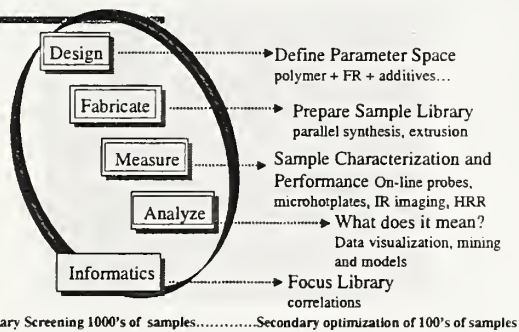 Design
Define Parameter Space
polymer + FR + additives...
Fabricate
Prepare Sample Library
parallel synthesis, extrusion
Measure
Sample Characterization and
Performance On-line probes,
microhotplates, IR imaging, HRR
Analyze
What does it mean?
Data visualization, mining
and models
Informatics
Focus Library
correlations
ary Screening 1000's of samples............Secondary optimization of 100's of samples